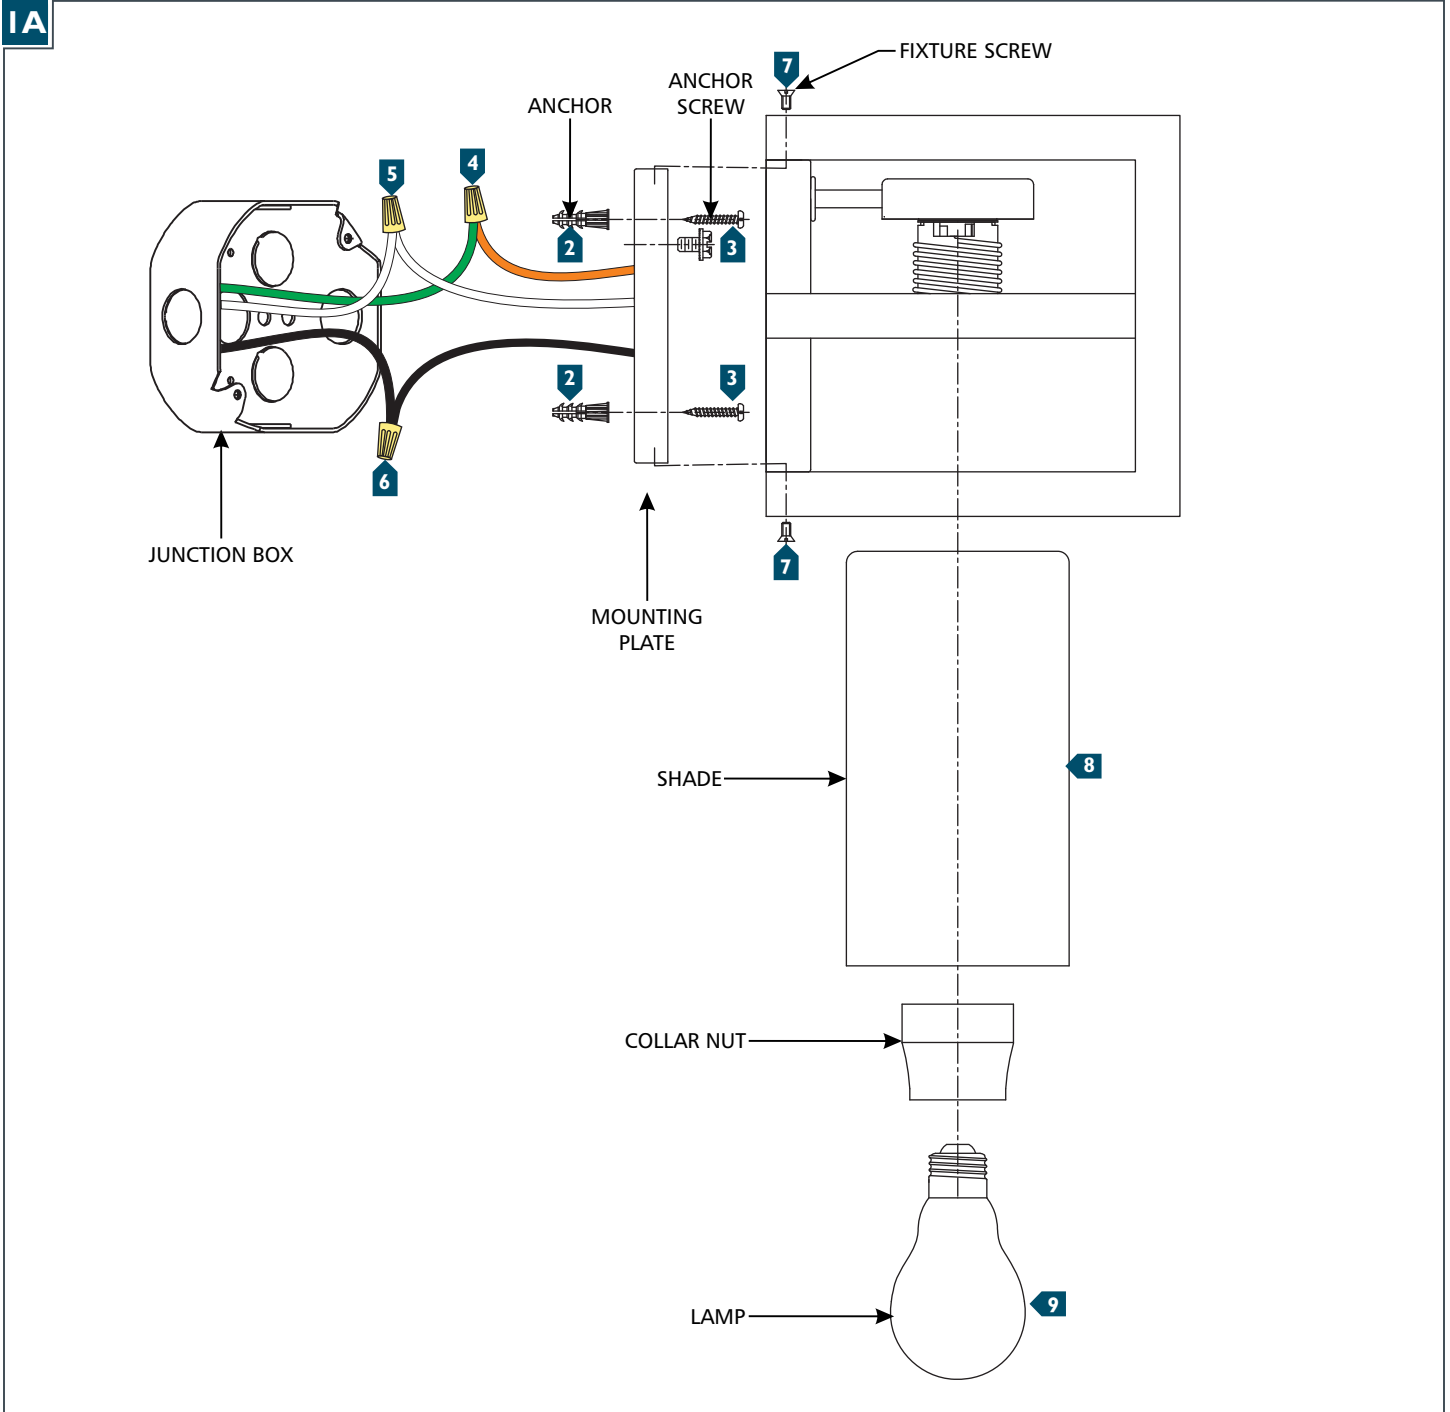 1A
7
FIXTURE SCREW
ANCHOR
SCREW
ANCHOR
5
4
2
3
2
3
6
JUNCTION BOX
7
MOUNTING
PLATE
SHADE
8
COLLAR NUT
LAMP
9